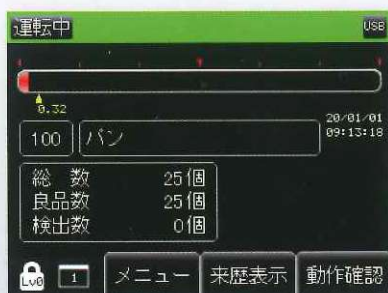 運転中 USB
0.32
20/01/01
09:13:18
100 パン
総 数 25個
良品数 25個
検出数 0個
Lv0 1 メニュー 来歴表示 動作確認